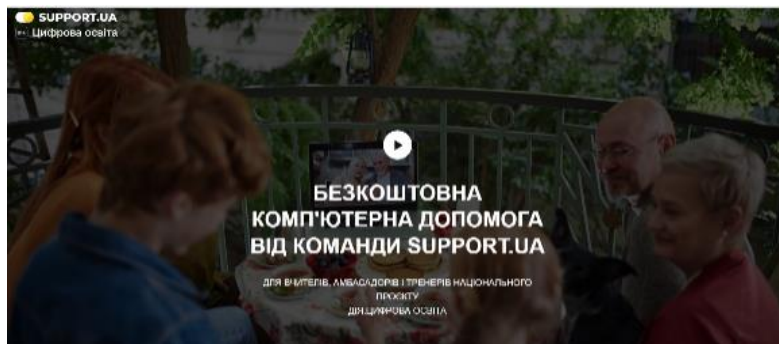 SUPPORT.UA
Цифрова освіта
БЕЗКОШТОВНА
КОМП'ЮТЕРНА ДОПОМОГА
ВІД КОМАНДИ SUPPORT.UA
ДЛЯ ВЧИТЕЛІВ, АМБАСАДОРІВ І ТРЕНЕРІВ НАЦІОНАЛЬНОГО
ПРОЄКТУ
ДІЯ.ЦИФРОВА ОСВІТА